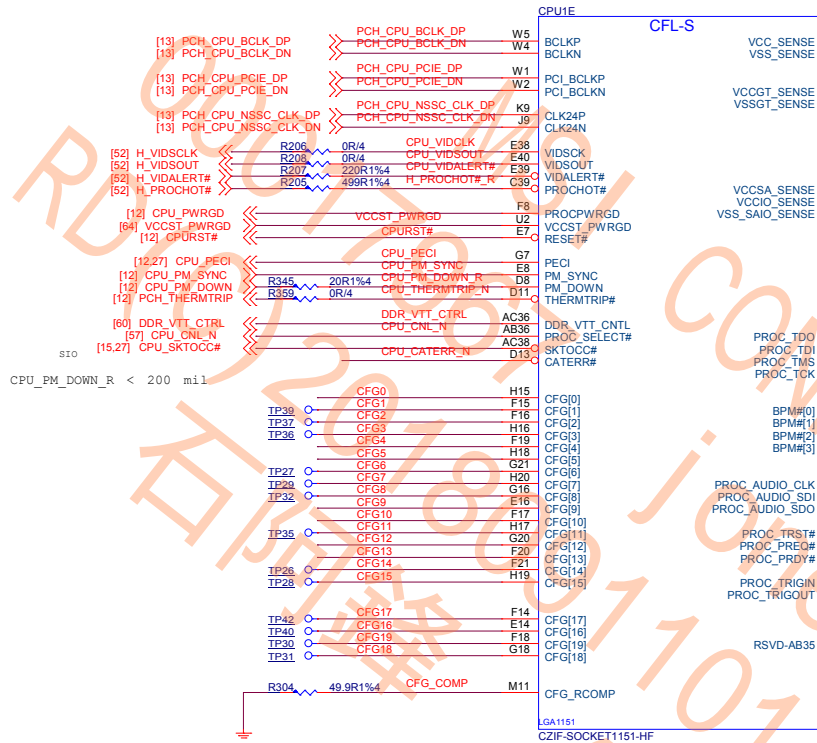 CPU1E
CFL-S
[13] PCH_CPU_BCLK_DP PCH_CPU_BCLK_DP W5 BCLKP VCC_SENSE
[13] PCH_CPU_BCLK_DN PCH_CPU_BCLK_DN W4 BCLKN VSS_SENSE
[13] PCH_CPU_PCIE_DP PCH_CPU_PCIE_DP W1 PCI_BCLKP
[13] PCH_CPU_PCIE_DN PCH_CPU_PCIE_DN W2 PCI_BCLKN VCCGT_SENSE
VSSGT_SENSE
[13] PCH_CPU_NSSC_CLK_DP PCH_CPU_NSSC_CLK_DP K9 CLK24P
[13] PCH_CPU_NSSC_CLK_DN PCH_CPU_NSSC_CLK_DN J9 CLK24N
[52] H_VIDSCLK R206 0R/4 CPU_VIDCLK E38 VIDSCK
[52] H_VIDSOUT R208 0R/4 CPU_VIDSOUT E40 VIDSOUT
[52] H_VIDALERT# R207 220R1%4 CPU_VIDALERT# E39 VIDALERT#
[52] H_PROCHOT# R205 499R1%4 H_PROCHOT#_R C39 PROCHOT# VCCSA_SENSE
VCCIO_SENSE
[12] CPU_PWRGD F8 PROCPWRGD VSS_SAIO_SENSE
[64] VCCST_PWRGD VCCST_PWRGD U2 VCCST_PWRGD
[12] CPURST# CPURST# E7 RESET#
[12,27] CPU_PECI CPU_PECI G7 PECI
[12] CPU_PM_SYNC CPU_PM_SYNC E8 PM_SYNC
[12] CPU_PM_DOWN R345 20R1%4 CPU_PM_DOWN_R D8 PM_DOWN
[12] PCH_THERMTRIP R359 0R/4 CPU_THERMTRIP_N D11 THERMTRIP#
[60] DDR_VTT_CTRL DDR_VTT_CTRL AC36 DDR_VTT_CNTL
[57] CPU_CNL_N CPU_CNL_N AB36 PROC_SELECT# PROC_TDO
[15,27] CPU_SKTOCC# AC38 SKTOCC# PROC_TDI
SIO CPU_CATERR_N D13 CATERR# PROC_TMS
PROC_TCK
CPU_PM_DOWN_R < 200 mil
CFG0 H15 CFG[0]
TP39 CFG1 F15 CFG[1] BPM#[0]
TP37 CFG2 F16 CFG[2] BPM#[1]
TP36 CFG3 H16 CFG[3] BPM#[2]
CFG4 F19 CFG[4] BPM#[3]
CFG5 H18 CFG[5]
TP27 CFG6 G21 CFG[6]
TP29 CFG7 H20 CFG[7] PROC_AUDIO_CLK
TP32 CFG8 G16 CFG[8] PROC_AUDIO_SDI
CFG9 E16 CFG[9] PROC_AUDIO_SDO
CFG10 F17 CFG[10]
TP35 CFG11 H17 CFG[11] PROC_TRST#
CFG12 G20 CFG[12] PROC_PREQ#
CFG13 F20 CFG[13] PROC_PRDY#
TP26 CFG14 F21 CFG[14]
TP28 CFG15 H19 CFG[15] PROC_TRIGIN
PROC_TRIGOUT
TP42 CFG17 F14 CFG[17]
TP40 CFG16 E14 CFG[16]
TP30 CFG19 F18 CFG[19] RSVD-AB35
TP31 CFG18 G18 CFG[18]
R304 49.9R1%4 CFG_COMP M11 CFG_RCOMP
LGA1151
CZIF-SOCKET1151-HF
MSI CON
石阿鋒